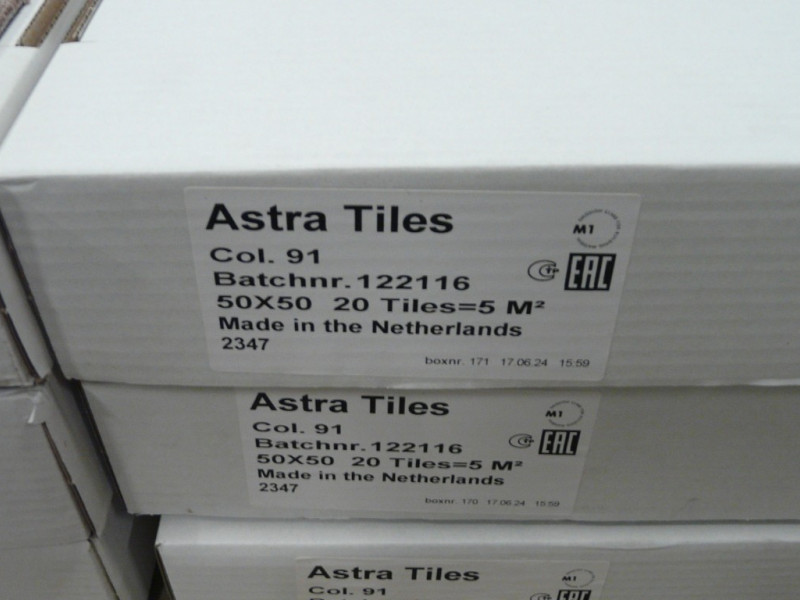 Astra Tiles
M1
Col. 91
EAC
Batchnr. 122116
50X50 20 Tiles=5 M²
Made in the Netherlands
2347
boxnr. 171 17.06.24 15:59
Astra Tiles
M1
Col. 91
EAC
Batchnr. 122116
50X50 20 Tiles=5 M²
Made in the Netherlands
2347
boxnr. 170 17.06.24 15:59
Astra Tiles
M1
Col. 91
EAC